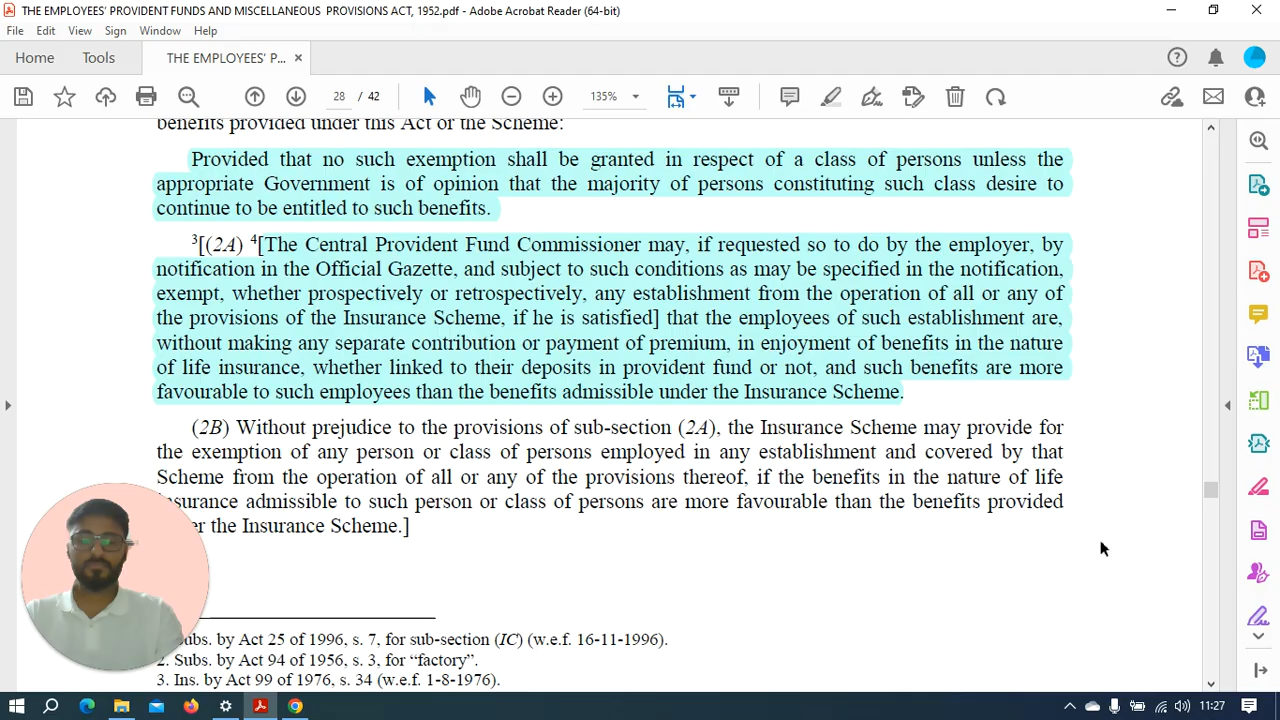 THE EMPLOYEES' PROVIDENT FUNDS AND MISCELLANEOUS PROVISIONS ACT, 1952.pdf - Adobe Acrobat Reader (64-bit)
File Edit View Sign Window Help
Home Tools THE EMPLOYEES' P... ×
28 / 42 135%
benefits provided under this Act or the Scheme:
Provided that no such exemption shall be granted in respect of a class of persons unless the
appropriate Government is of opinion that the majority of persons constituting such class desire to
continue to be entitled to such benefits.
3[(2A) 4[The Central Provident Fund Commissioner may, if requested so to do by the employer, by
notification in the Official Gazette, and subject to such conditions as may be specified in the notification,
exempt, whether prospectively or retrospectively, any establishment from the operation of all or any of
the provisions of the Insurance Scheme, if he is satisfied] that the employees of such establishment are,
without making any separate contribution or payment of premium, in enjoyment of benefits in the nature
of life insurance, whether linked to their deposits in provident fund or not, and such benefits are more
favourable to such employees than the benefits admissible under the Insurance Scheme.
(2B) Without prejudice to the provisions of sub-section (2A), the Insurance Scheme may provide for
the exemption of any person or class of persons employed in any establishment and covered by that
Scheme from the operation of all or any of the provisions thereof, if the benefits in the nature of life
insurance admissible to such person or class of persons are more favourable than the benefits provided
the Insurance Scheme.]
Subs. by Act 25 of 1996, s. 7, for sub-section (IC) (w.e.f. 16-11-1996).
2. Subs. by Act 94 of 1956, s. 3, for “factory”.
3. Ins. by Act 99 of 1976, s. 34 (w.e.f. 1-8-1976).
11:27